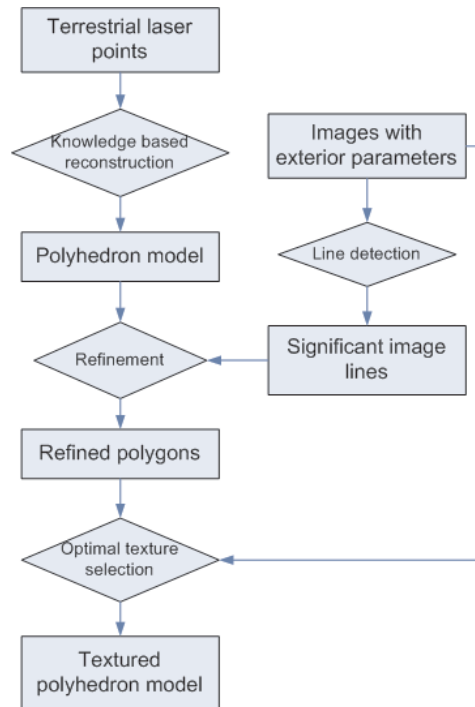 Terrestrial laser
points
Knowledge based
reconstruction
Images with
exterior parameters
Polyhedron model
Line detection
Refinement
Significant image
lines
Refined polygons
Optimal texture
selection
Textured
polyhedron model